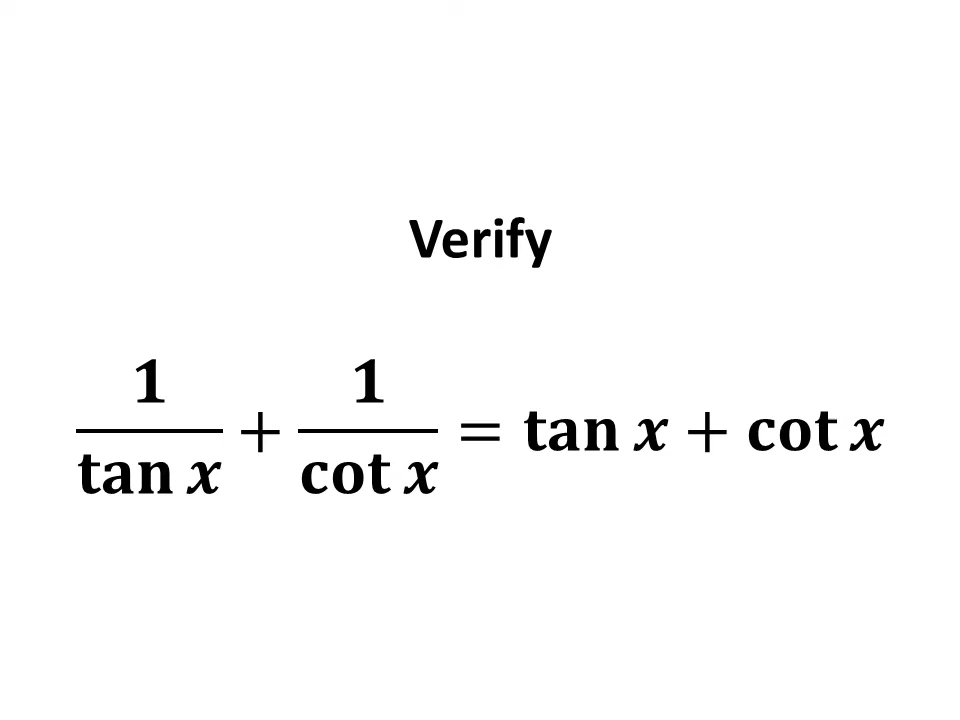 Verify
1/tan x + 1/cot x = tan x + cot x